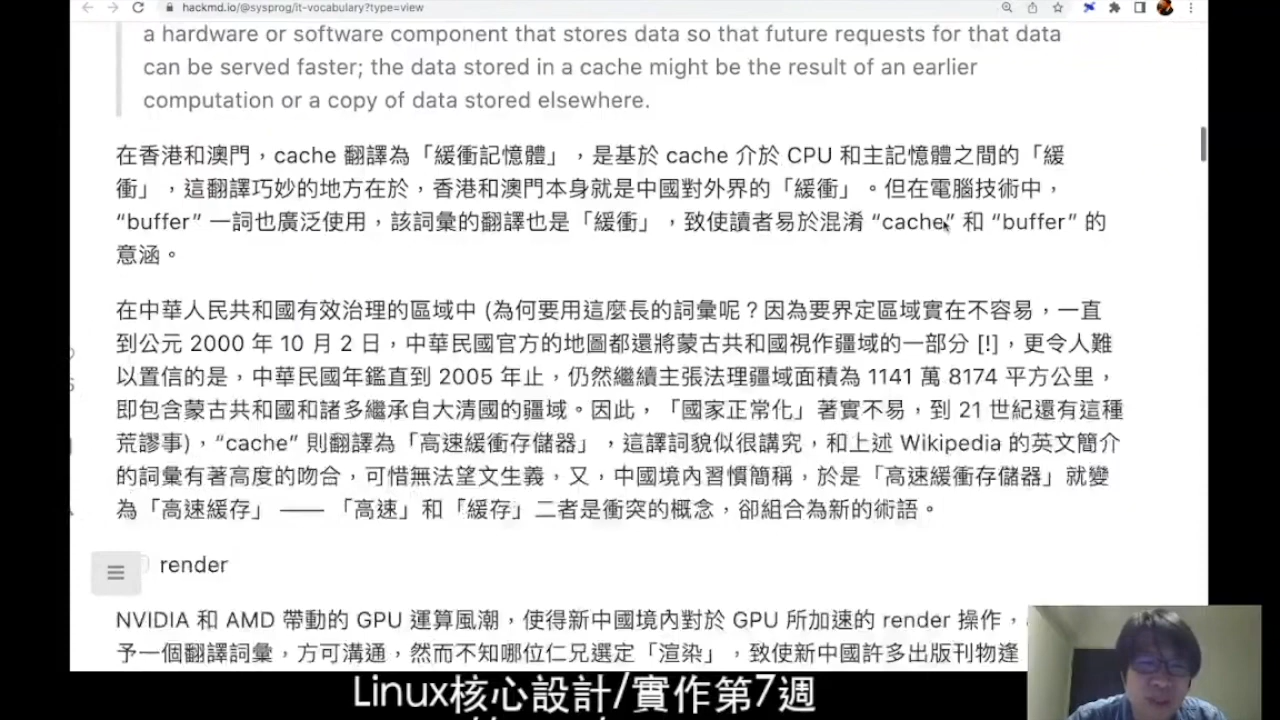 hackmd.io/@sysprog/it-vocabulary?type=view
a hardware or software component that stores data so that future requests for that data
can be served faster; the data stored in a cache might be the result of an earlier
computation or a copy of data stored elsewhere.
在香港和澳門，cache 翻譯為「緩衝記憶體」，是基於 cache 介於 CPU 和主記憶體之間的「緩
衝」，這翻譯巧妙的地方在於，香港和澳門本身就是中國對外界的「緩衝」。但在電腦技術中，
“buffer” 一詞也廣泛使用，該詞彙的翻譯也是「緩衝」，致使讀者易於混淆 “cache” 和 “buffer” 的
意涵。
在中華人民共和國有效治理的區域中 (為何要用這麼長的詞彙呢？因為要界定區域實在不容易，一直
到公元 2000 年 10 月 2 日，中華民國官方的地圖都還將蒙古共和國視作疆域的一部分 [!]，更令人難
以置信的是，中華民國年鑑直到 2005 年止，仍然繼續主張法理疆域面積為 1141 萬 8174 平方公里，
即包含蒙古共和國和諸多繼承自大清國的疆域。因此，「國家正常化」著實不易，到 21 世紀還有這種
荒謬事)，“cache” 則翻譯為「高速緩衝存儲器」，這譯詞貌似很講究，和上述 Wikipedia 的英文簡介
的詞彙有著高度的吻合，可惜無法望文生義，又，中國境內習慣簡稱，於是「高速緩衝存儲器」就變
為「高速緩存」 —— 「高速」和「緩存」二者是衝突的概念，卻組合為新的術語。
render
NVIDIA 和 AMD 帶動的 GPU 運算風潮，使得新中國境內對於 GPU 所加速的 render 操作，
予一個翻譯詞彙，方可溝通，然而不知哪位仁兄選定「渲染」，致使新中國許多出版刊物逢
Linux核心設計/實作第7週